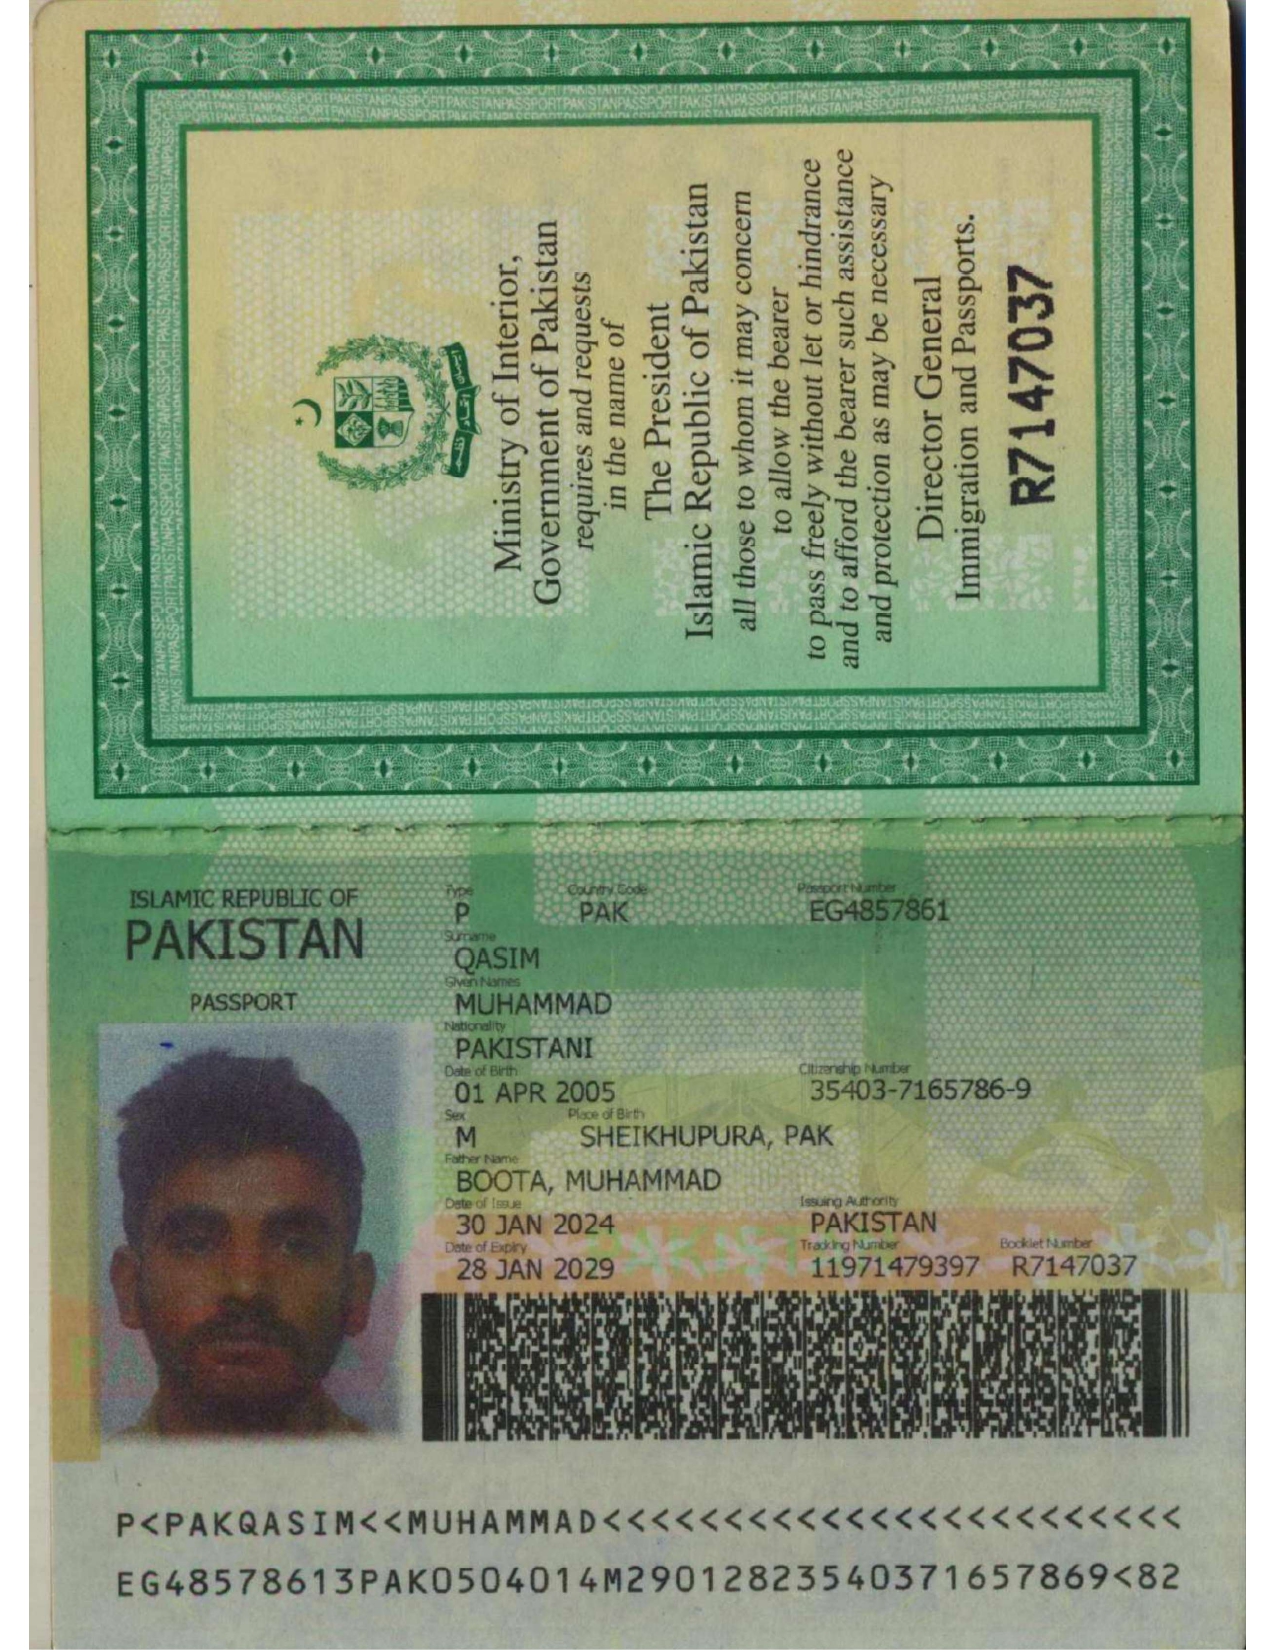 Ministry of Interior,
Government of Pakistan
requires and requests
in the name of
The President
Islamic Republic of Pakistan
all those to whom it may concern
to allow the bearer
to pass freely without let or hindrance
and to afford the bearer such assistance
and protection as may be necessary
Director General
Immigration and Passports.
R7147037
ISLAMIC REPUBLIC OF
PAKISTAN
PASSPORT
Type Country Code Passport Number
P PAK EG4857861
Surname
QASIM
Given Names
MUHAMMAD
Nationality
PAKISTANI
Date of Birth Citizenship Number
01 APR 2005 35403-7165786-9
Sex Place of Birth
M SHEIKHUPURA, PAK
Father Name
BOOTA, MUHAMMAD
Date of Issue Issuing Authority
30 JAN 2024 PAKISTAN
Date of Expiry Tracking Number Booklet Number
28 JAN 2029 11971479397 R7147037
P<PAKQASIM<<MUHAMMAD<<<<<<<<<<<<<<<<<<<<<<<<
EG48578613PAK0504014M29012823540371657869<82